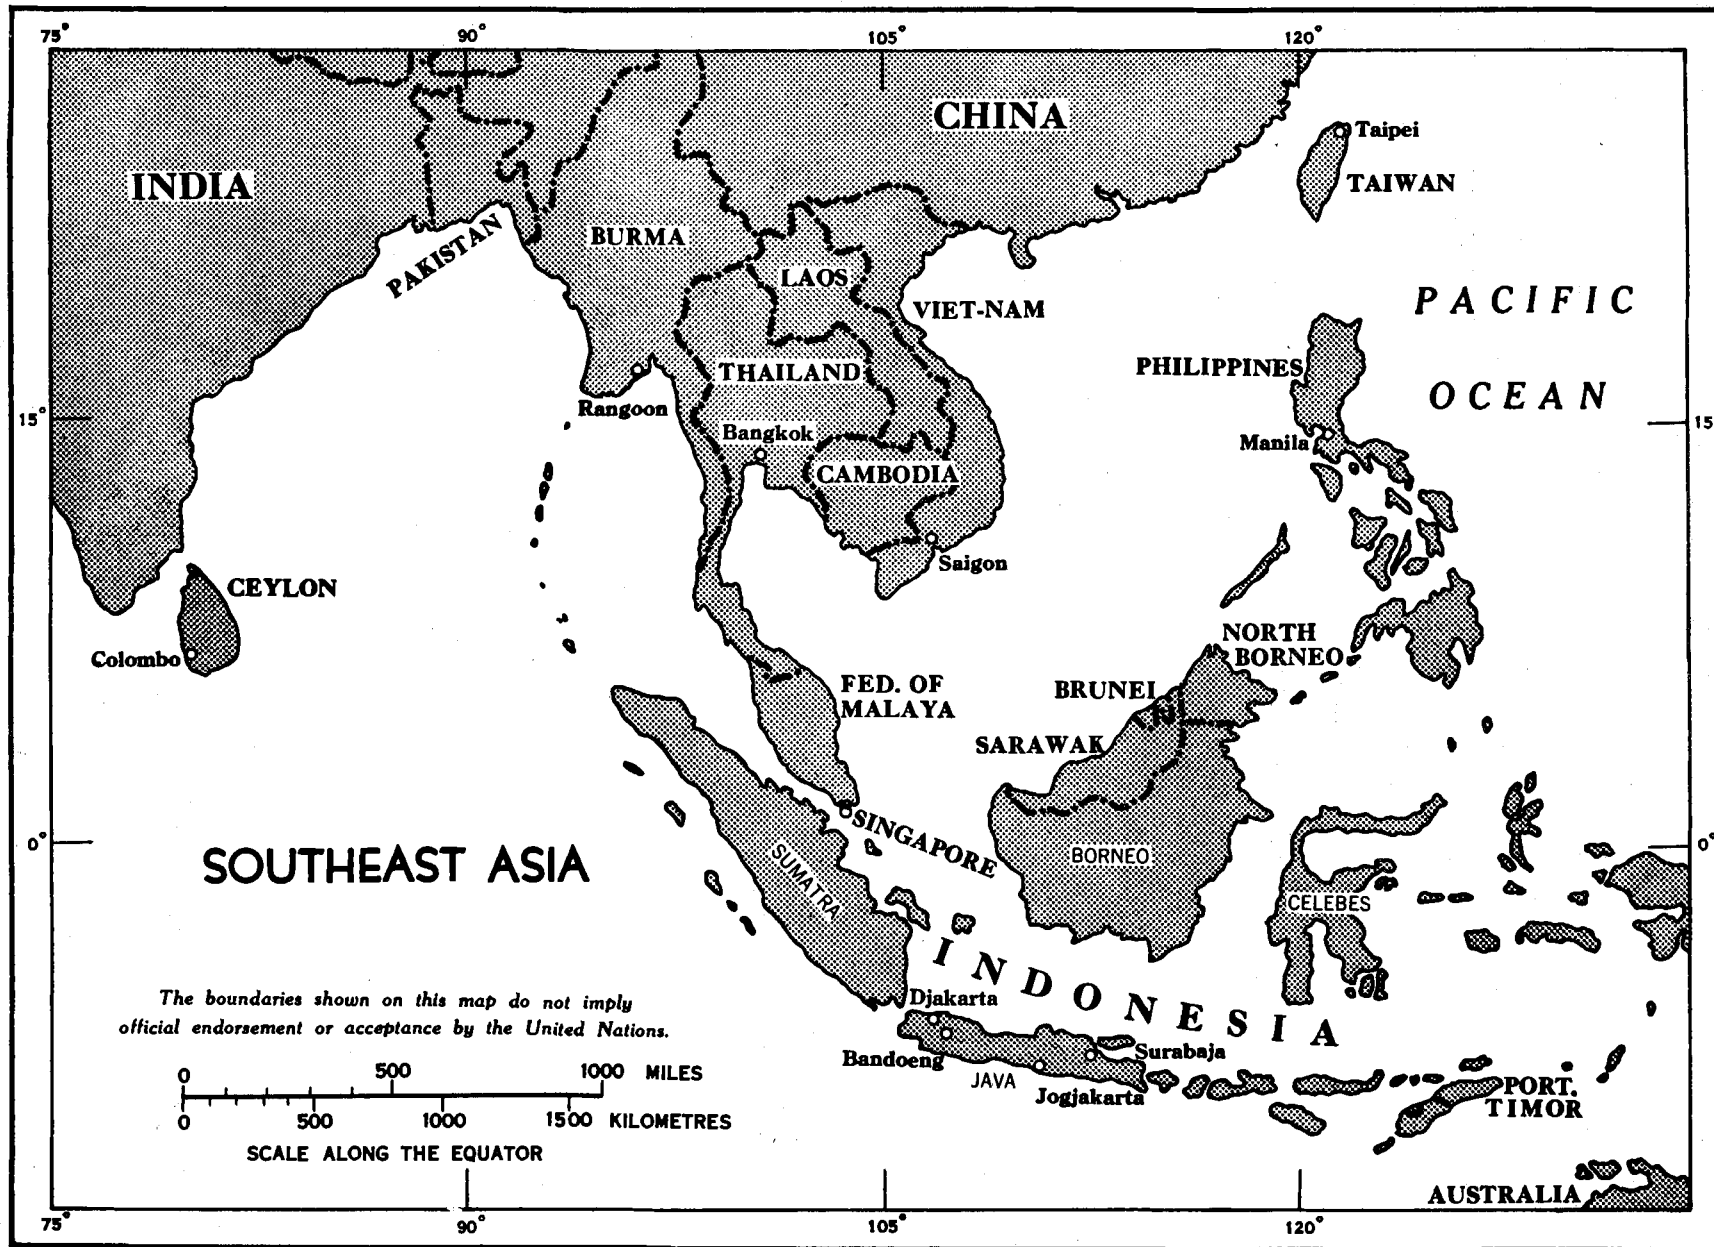 75° 90° 105° 120°
CHINA
Taipei
INDIA
TAIWAN
PAKISTAN
BURMA
LAOS
VIET-NAM
PACIFIC
OCEAN
PHILIPPINES
THAILAND
Rangoon
15°
15
Bangkok
Manila
CAMBODIA
Saigon
CEYLON
Colombo
NORTH
BORNEO
BRUNEI
FED. OF
MALAYA
SARAWAK
SINGAPORE
0°
0°
SOUTHEAST ASIA
SUMATRA
BORNEO
CELEBES
INDONESIA
The boundaries shown on this map do not imply
official endorsement or acceptance by the United Nations.
Djakarta
Bandoeng
Surabaja
JAVA
Jogjakarta
PORT.
TIMOR
0 500 1000 MILES
0 500 1000 1500 KILOMETRES
SCALE ALONG THE EQUATOR
AUSTRALIA
75° 90° 105° 120°